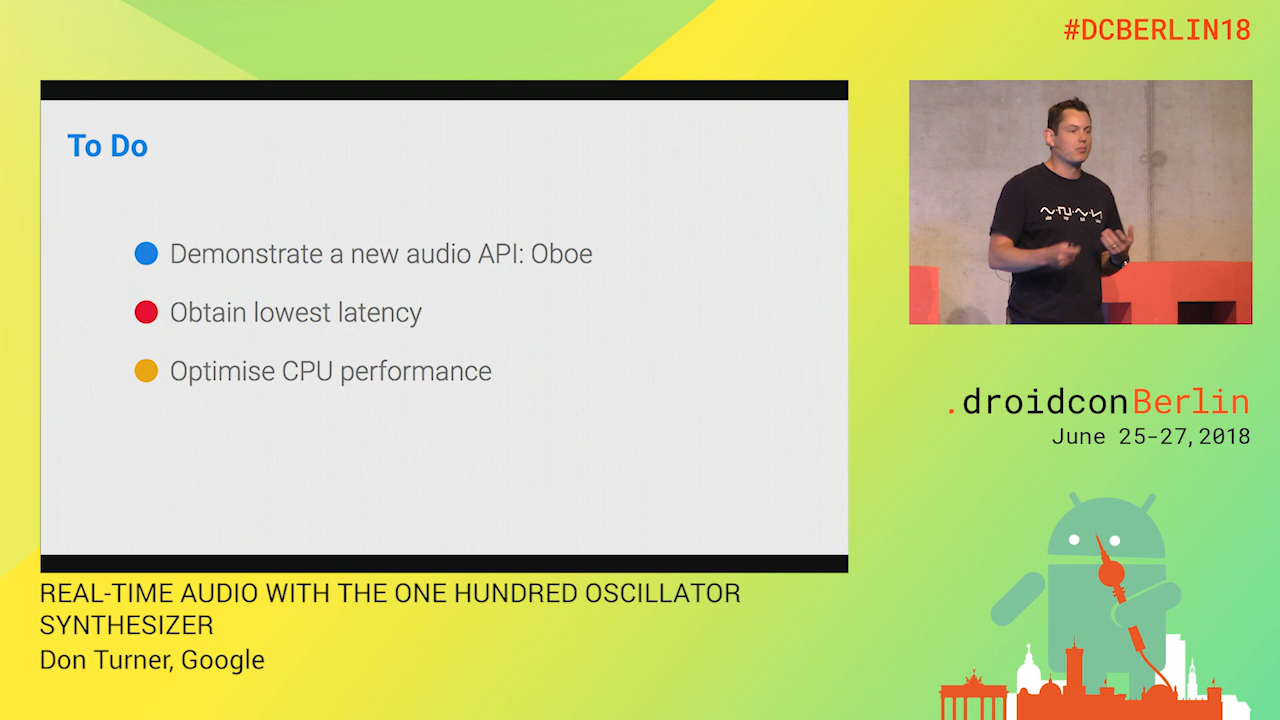 #DCBERLIN18
To Do
Demonstrate a new audio API: Oboe
Obtain lowest latency
Optimise CPU performance
.droidconBerlin
June 25-27, 2018
REAL-TIME AUDIO WITH THE ONE HUNDRED OSCILLATOR
SYNTHESIZER
Don Turner, Google